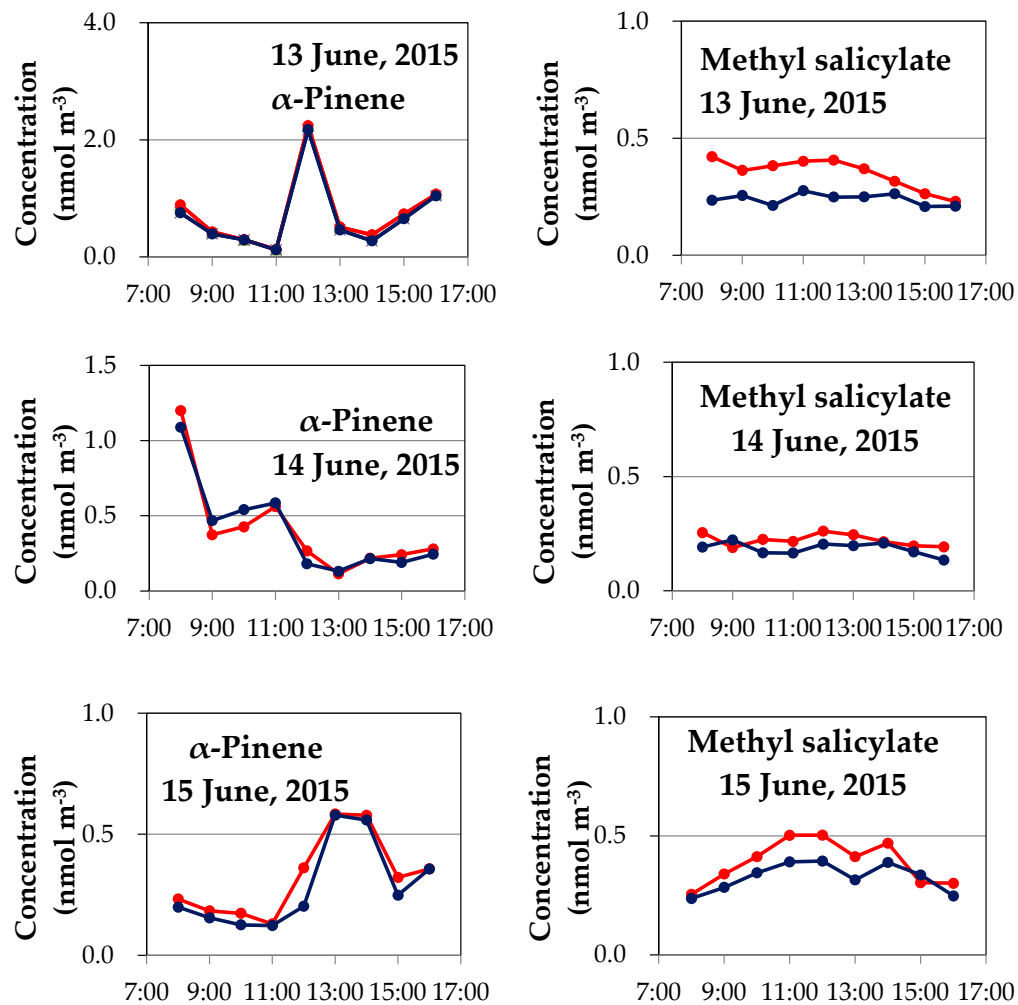 4.0
2.0
0.0
Concentration
(nmol m-3)
13 June, 2015
α-Pinene
7:00 9:00 11:00 13:00 15:00 17:00
1.0
0.5
0.0
Concentration
(nmol m-3)
Methyl salicylate
13 June, 2015
7:00 9:00 11:00 13:00 15:00 17:00
1.5
1.0
0.5
0.0
Concentration
(nmol m-3)
α-Pinene
14 June, 2015
7:00 9:00 11:00 13:00 15:00 17:00
1.0
0.5
0.0
Concentration
(nmol m-3)
Methyl salicylate
14 June, 2015
7:00 9:00 11:00 13:00 15:00 17:00
1.0
0.5
0.0
Concentration
(nmol m-3)
α-Pinene
15 June, 2015
7:00 9:00 11:00 13:00 15:00 17:00
1.0
0.5
0.0
Concentration
(nmol m-3)
Methyl salicylate
15 June, 2015
7:00 9:00 11:00 13:00 15:00 17:00